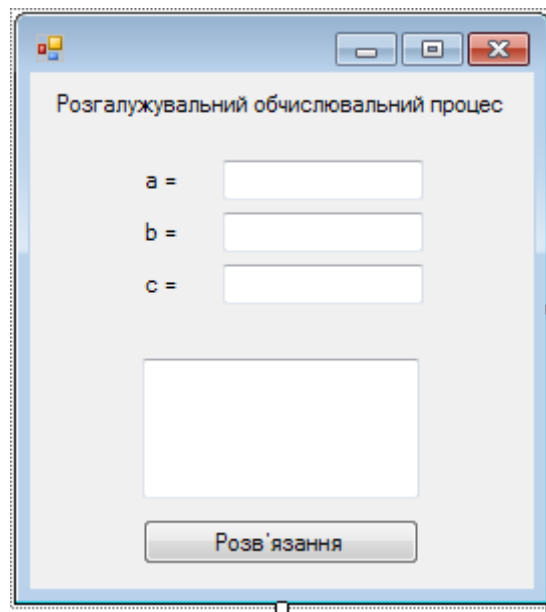 Розгалужувальний обчислювальний процес
a =
b =
c =
Розв'язання